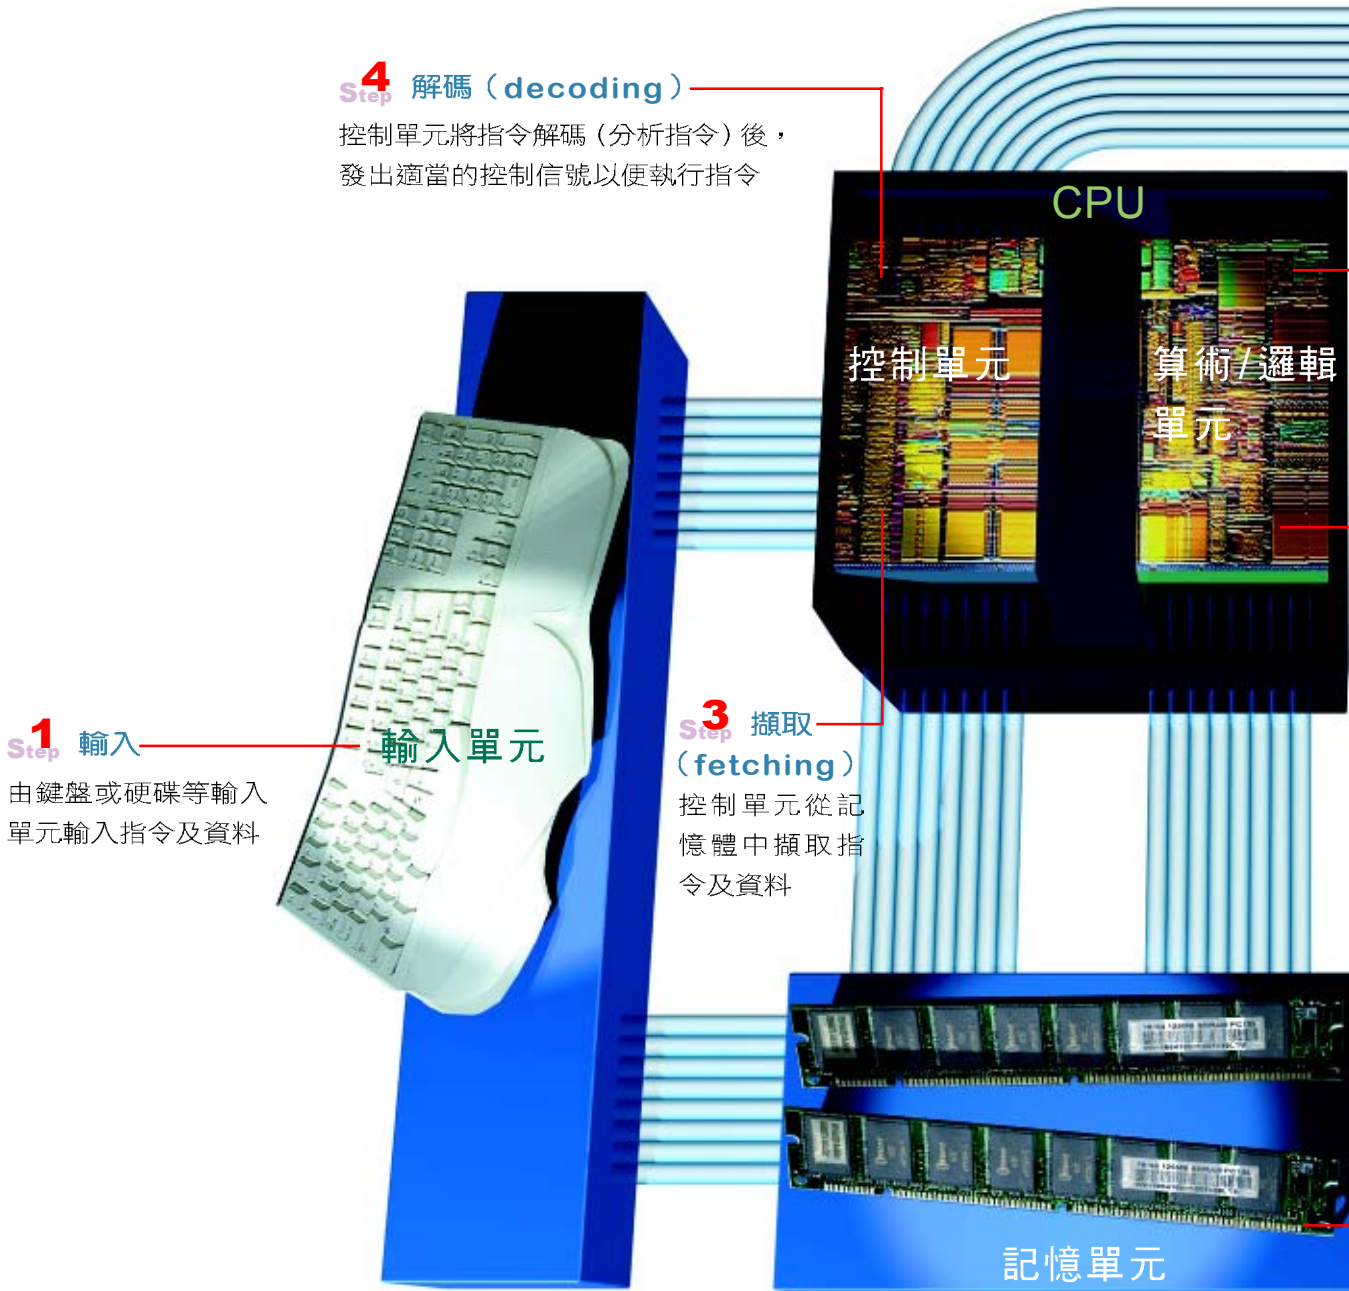 Step 4 解碼（decoding）
控制單元將指令解碼（分析指令）後，
發出適當的控制信號以便執行指令
CPU
控制單元
算術/邏輯
單元
Step 1 輸入
由鍵盤或硬碟等輸入
單元輸入指令及資料
輸入單元
Step 3 擷取
（fetching）
控制單元從記
憶體中擷取指
令及資料
記憶單元